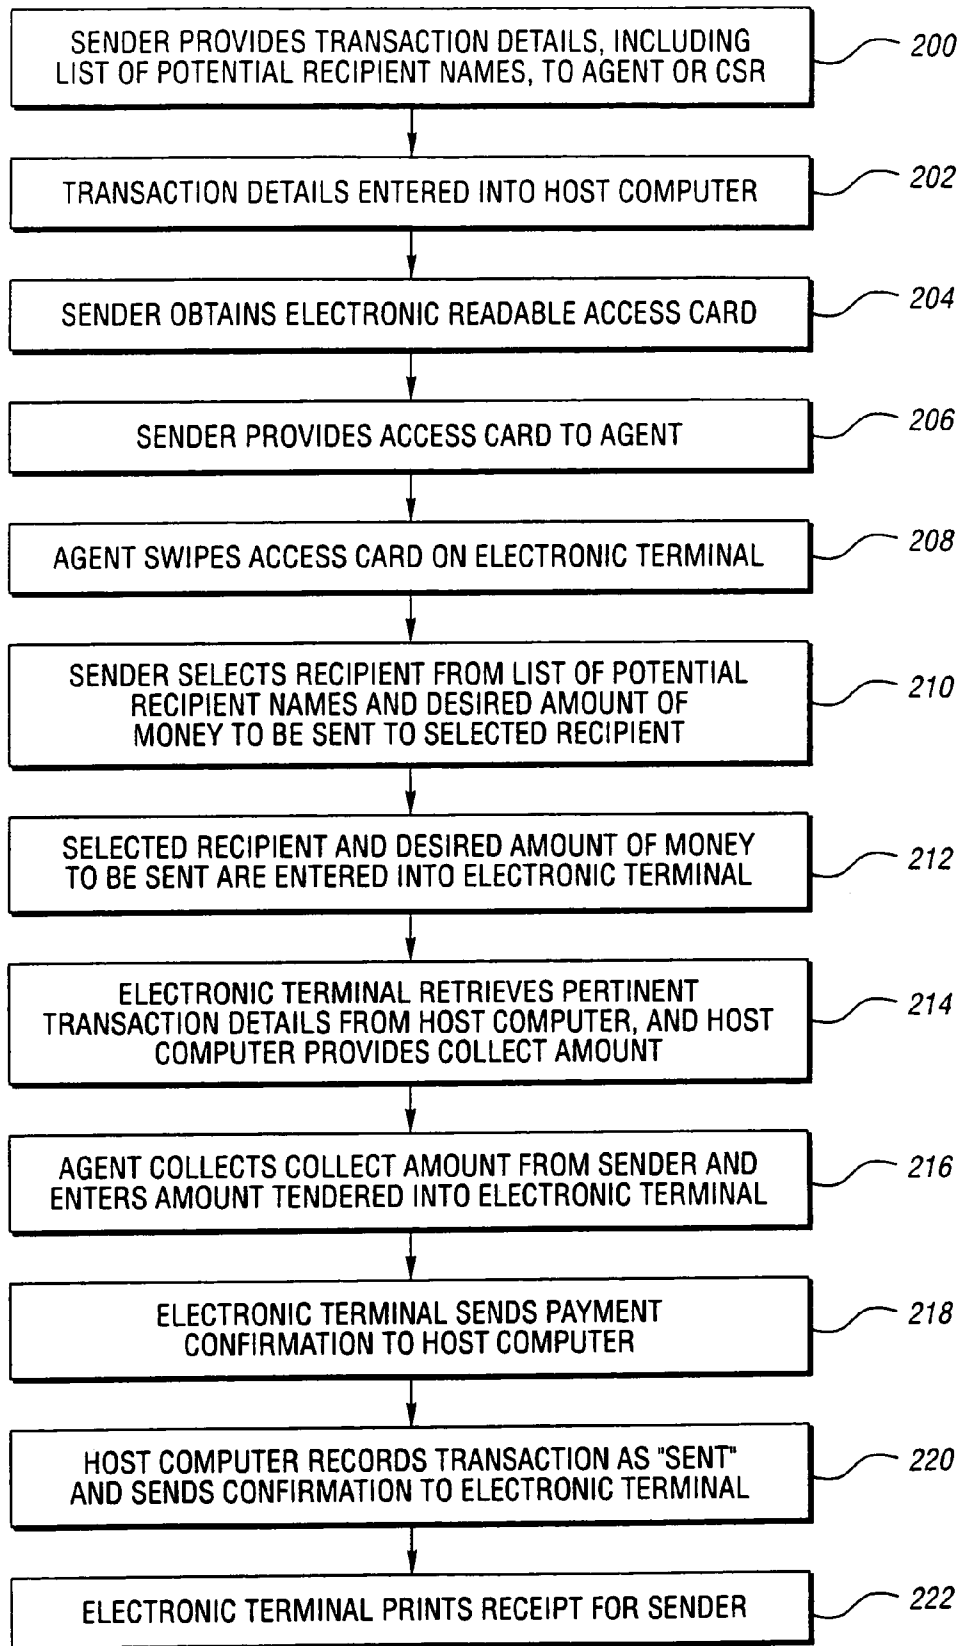 SENDER PROVIDES TRANSACTION DETAILS, INCLUDING
LIST OF POTENTIAL RECIPIENT NAMES, TO AGENT OR CSR
200
TRANSACTION DETAILS ENTERED INTO HOST COMPUTER
202
SENDER OBTAINS ELECTRONIC READABLE ACCESS CARD
204
SENDER PROVIDES ACCESS CARD TO AGENT
206
AGENT SWIPES ACCESS CARD ON ELECTRONIC TERMINAL
208
SENDER SELECTS RECIPIENT FROM LIST OF POTENTIAL
RECIPIENT NAMES AND DESIRED AMOUNT OF
MONEY TO BE SENT TO SELECTED RECIPIENT
210
SELECTED RECIPIENT AND DESIRED AMOUNT OF MONEY
TO BE SENT ARE ENTERED INTO ELECTRONIC TERMINAL
212
ELECTRONIC TERMINAL RETRIEVES PERTINENT
TRANSACTION DETAILS FROM HOST COMPUTER, AND HOST
COMPUTER PROVIDES COLLECT AMOUNT
214
AGENT COLLECTS COLLECT AMOUNT FROM SENDER AND
ENTERS AMOUNT TENDERED INTO ELECTRONIC TERMINAL
216
ELECTRONIC TERMINAL SENDS PAYMENT
CONFIRMATION TO HOST COMPUTER
218
HOST COMPUTER RECORDS TRANSACTION AS "SENT"
AND SENDS CONFIRMATION TO ELECTRONIC TERMINAL
220
ELECTRONIC TERMINAL PRINTS RECEIPT FOR SENDER
222